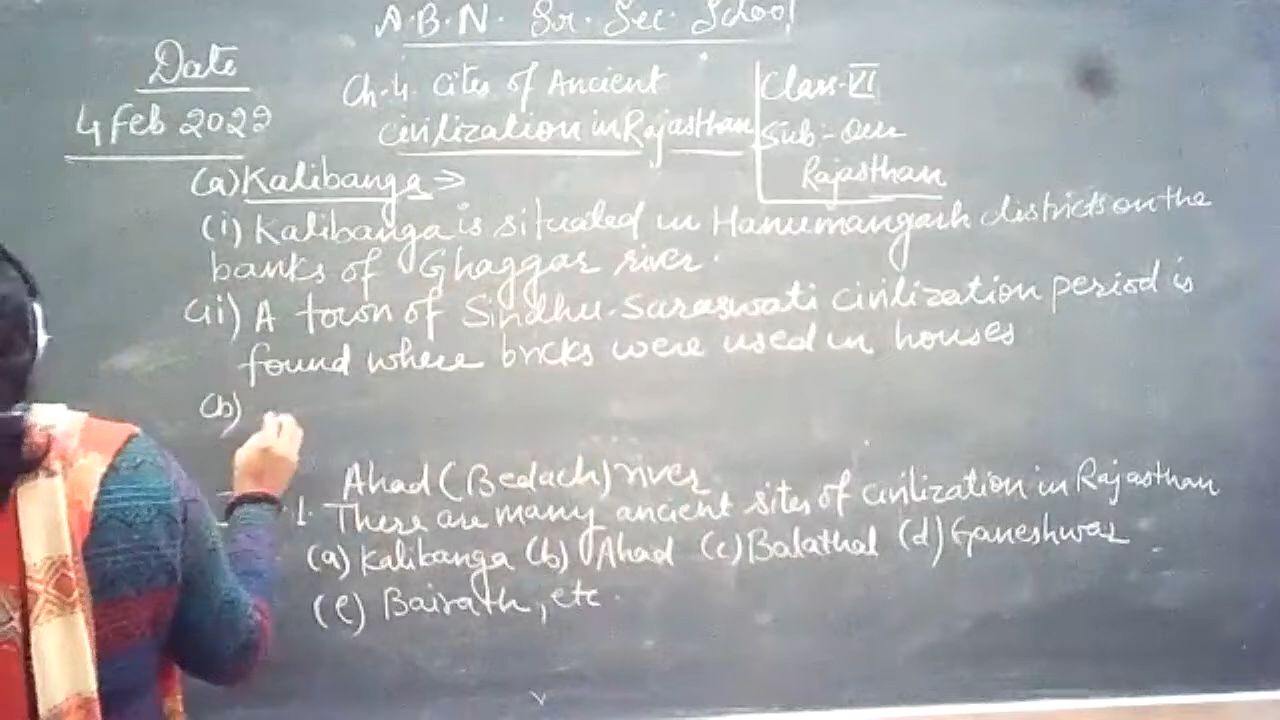 A.B.N. Sr. Sec. School
Date
4 Feb 2022
Ch-4. Cites of Ancient
civilization in Rajasthan
Class-VI
Sub:- Our
Rajasthan
(a) Kalibanga →
(i) Kalibanga is situated in Hanumangarh districts on the
banks of Ghaggar river.
(ii) A town of Sindhu-Saraswati civilization period is
found where bricks were used in houses
(b)
Ahad (Bedach) river
1. There are many ancient sites of civilization in Rajasthan
(a) Kalibanga (b) Ahad (c) Balathal (d) Ganeshwar
(e) Bairath, etc.